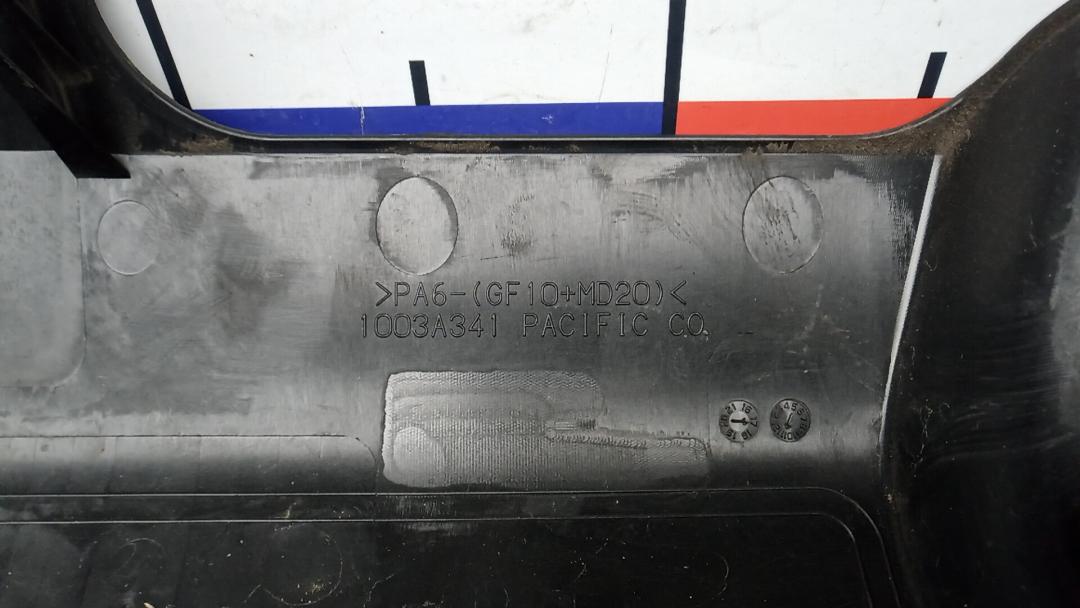 >PA6-(GF10+MD20)<
1003A341 PACIFIC CO.